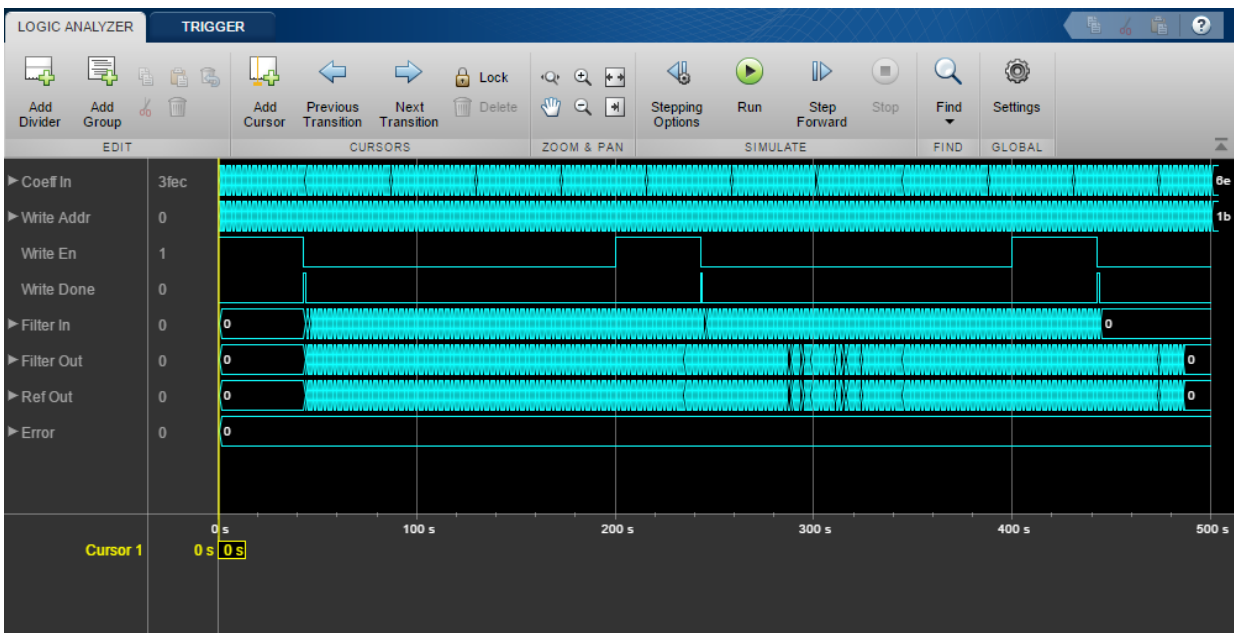 LOGIC ANALYZER TRIGGER ?
Add Divider
Add Group
Add Cursor
Previous Transition
Next Transition
Lock
Delete
Stepping Options
Run
Step Forward
Stop
Find
Settings
EDIT CURSORS ZOOM & PAN SIMULATE FIND GLOBAL
Coeff In 3fec 6e
Write Addr 0 1b
Write En 1
Write Done 0
Filter In 0 0 0
Filter Out 0 0 0
Ref Out 0 0 0
Error 0 0
0 s 100 s 200 s 300 s 400 s 500 s
Cursor 1 0 s 0 s